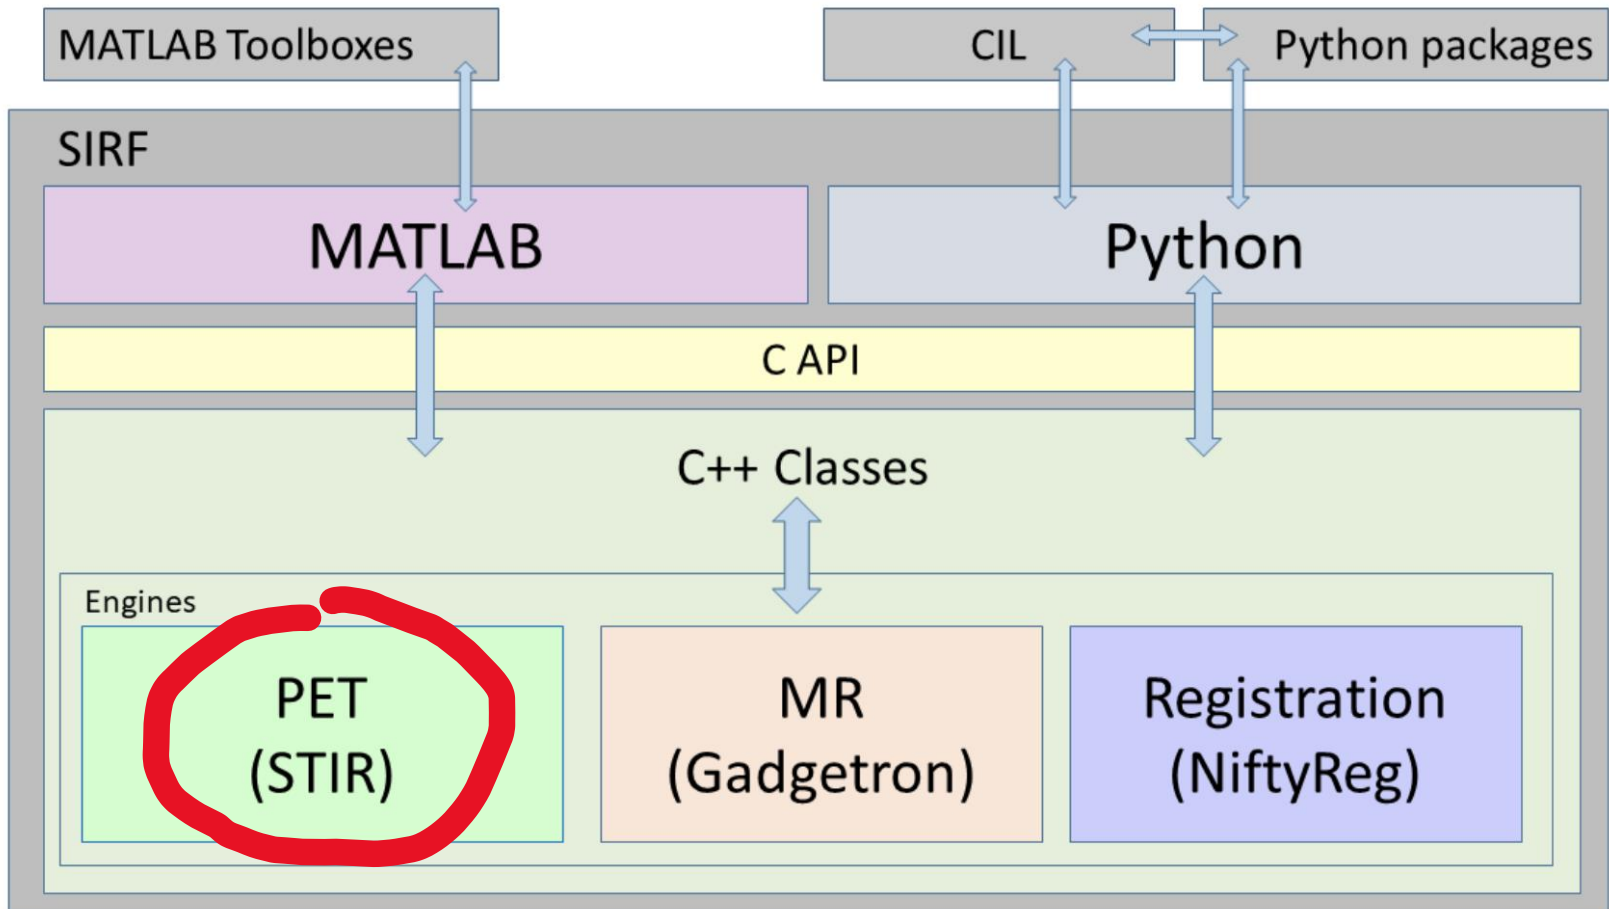 MATLAB Toolboxes
CIL
Python packages
SIRF
MATLAB
Python
C API
C++ Classes
Engines
PET
(STIR)
MR
(Gadgetron)
Registration
(NiftyReg)